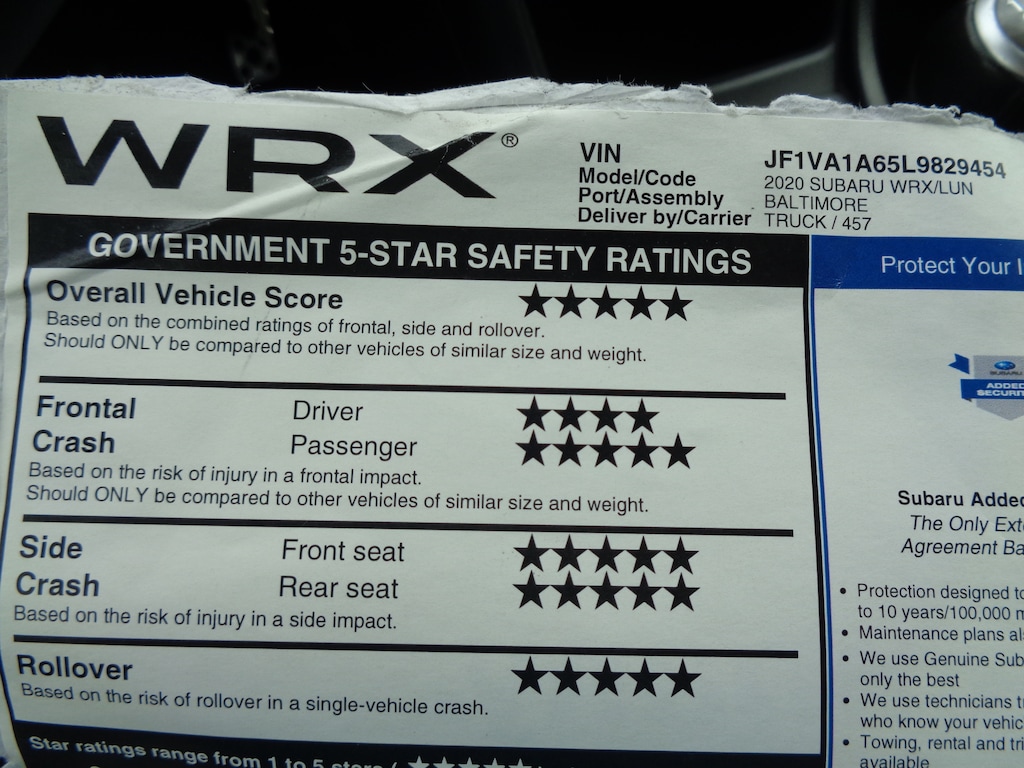 WRX®
VIN JF1VA1A65L9829454
Model/Code 2020 SUBARU WRX/LUN
Port/Assembly BALTIMORE
Deliver by/Carrier TRUCK / 457
GOVERNMENT 5-STAR SAFETY RATINGS
Overall Vehicle Score ★★★★★
Based on the combined ratings of frontal, side and rollover.
Should ONLY be compared to other vehicles of similar size and weight.
Frontal Driver ★★★★
Crash Passenger ★★★★★
Based on the risk of injury in a frontal impact.
Should ONLY be compared to other vehicles of similar size and weight.
Side Front seat ★★★★★
Crash Rear seat ★★★★★
Based on the risk of injury in a side impact.
Rollover ★★★★★
Based on the risk of rollover in a single-vehicle crash.
Star ratings range from 1 to 5 stars (★★★★★
Protect Your
SUBARU
ADDED
SECURIT
Subaru Added
The Only Ext
Agreement Ba
• Protection designed to
to 10 years/100,000 m
• Maintenance plans als
• We use Genuine Sub
only the best
• We use technicians tr
who know your vehic
• Towing, rental and tri
available